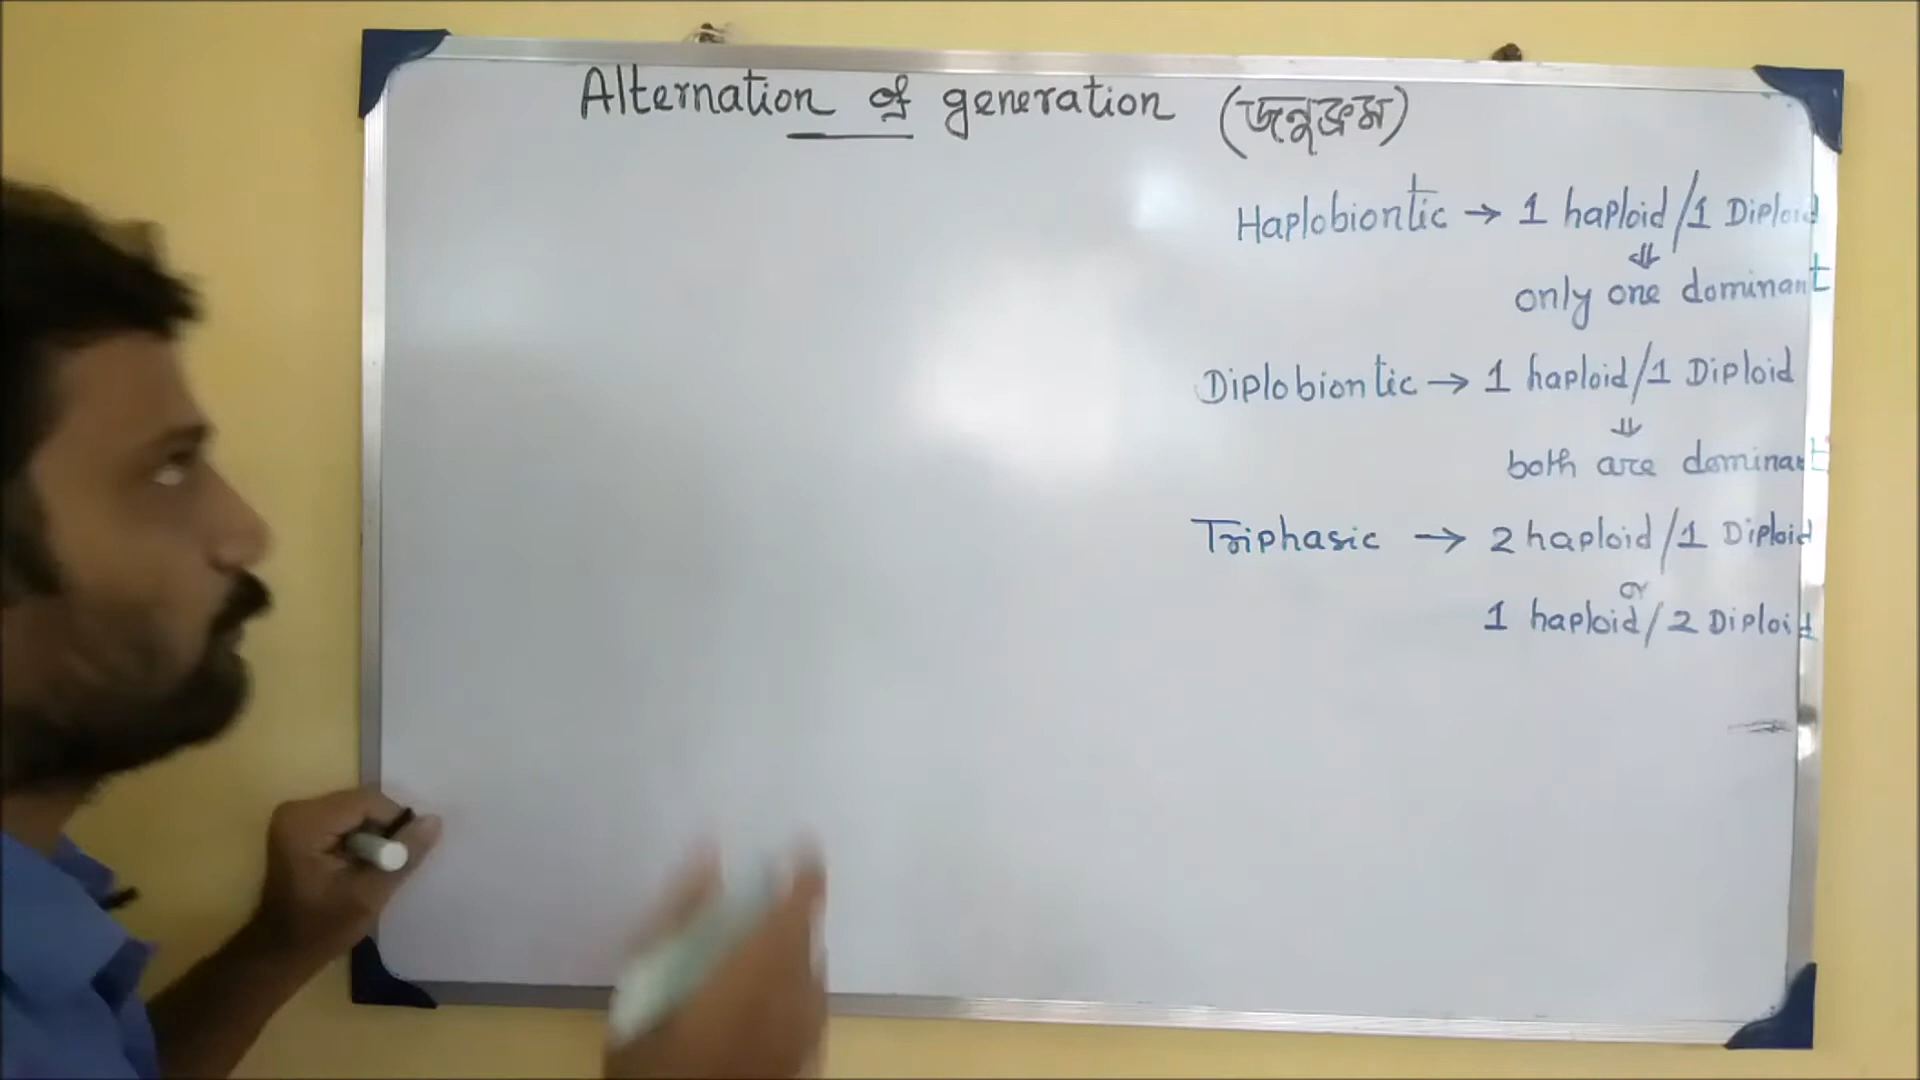 Alternation of generation (জনুক্রম)
Haplobiontic → 1 haploid/1 Diploid
⇓
only one dominant
Diplobiontic → 1 haploid/1 Diploid
⇓
both are dominant
Triphasic → 2 haploid/1 Diploid
or
1 haploid/2 Diploid